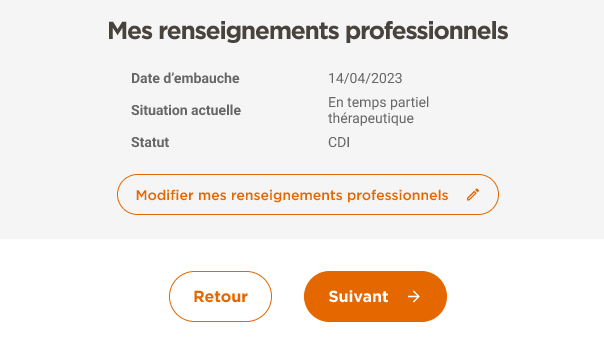 Mes renseignements professionnels
Date d’embauche 14/04/2023
Situation actuelle En temps partiel
thérapeutique
Statut CDI
Modifier mes renseignements professionnels
Retour Suivant